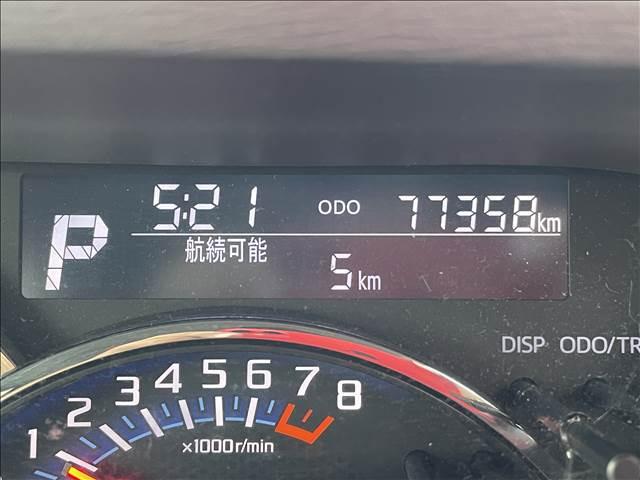 5:21 ODO 77358km
P
航続可能
5km
DISP ODO/TR
1 2 3 4 5 6 7 8
×1000r/min